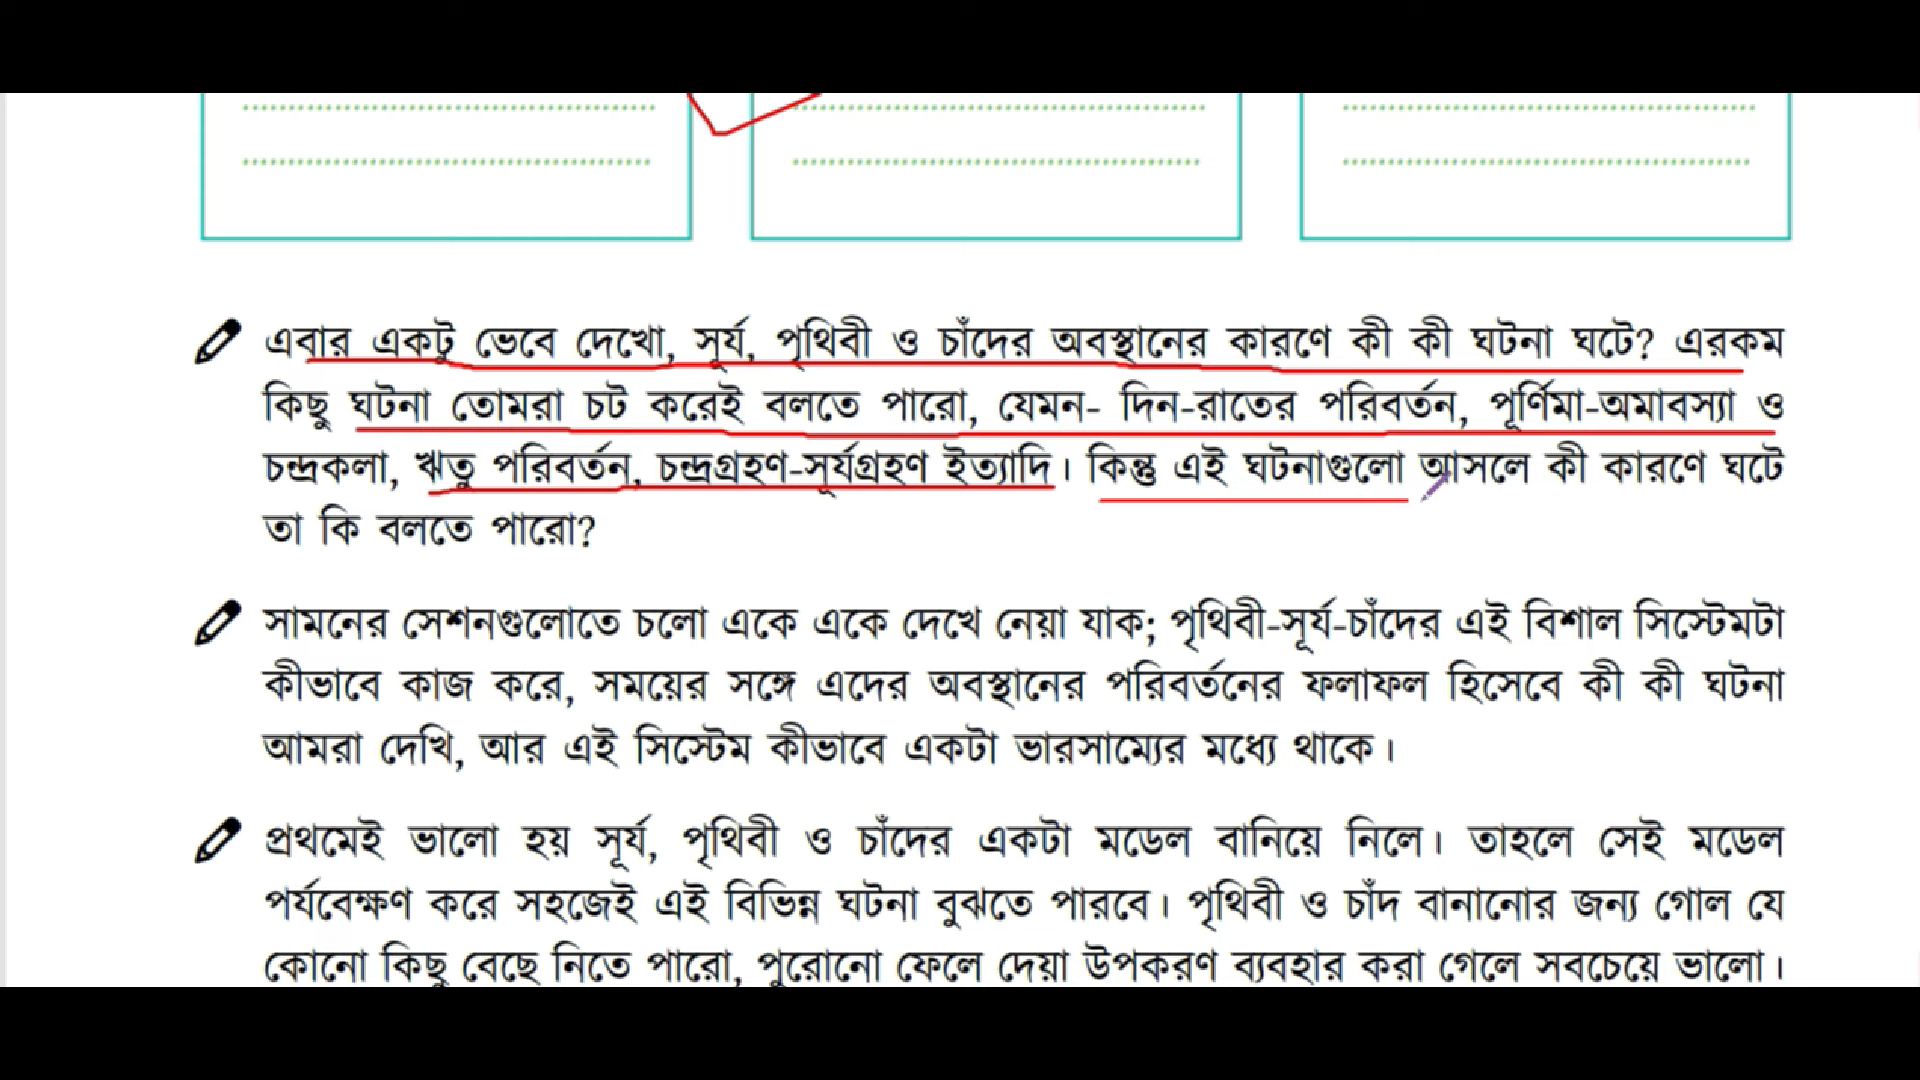 এবার একটু ভেবে দেখো, সূর্য, পৃথিবী ও চাঁদের অবস্থানের কারণে কী কী ঘটনা ঘটে? এরকম
কিছু ঘটনা তোমরা চট করেই বলতে পারো, যেমন- দিন-রাতের পরিবর্তন, পূর্ণিমা-অমাবস্যা ও
চন্দ্রকলা, ঋতু পরিবর্তন, চন্দ্রগ্রহণ-সূর্যগ্রহণ ইত্যাদি। কিন্তু এই ঘটনাগুলো আসলে কী কারণে ঘটে
তা কি বলতে পারো?
সামনের সেশনগুলোতে চলো একে একে দেখে নেয়া যাক; পৃথিবী-সূর্য-চাঁদের এই বিশাল সিস্টেমটা
কীভাবে কাজ করে, সময়ের সঙ্গে এদের অবস্থানের পরিবর্তনের ফলাফল হিসেবে কী কী ঘটনা
আমরা দেখি, আর এই সিস্টেম কীভাবে একটা ভারসাম্যের মধ্যে থাকে।
প্রথমেই ভালো হয় সূর্য, পৃথিবী ও চাঁদের একটা মডেল বানিয়ে নিলে। তাহলে সেই মডেল
পর্যবেক্ষণ করে সহজেই এই বিভিন্ন ঘটনা বুঝতে পারবে। পৃথিবী ও চাঁদ বানানোর জন্য গোল যে
কোনো কিছু বেছে নিতে পারো, পুরোনো ফেলে দেয়া উপকরণ ব্যবহার করা গেলে সবচেয়ে ভালো।